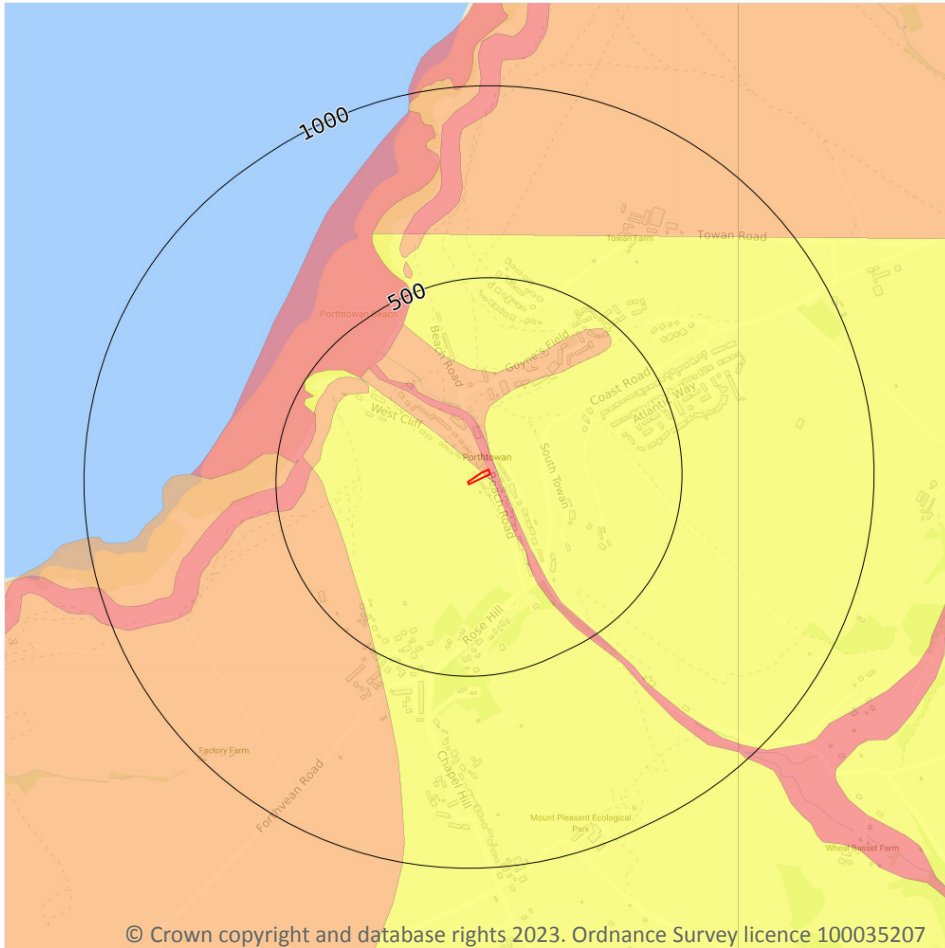 1000
Towan Road
Towan Farm
500
Porthtowan Beach
Beach Road
Goyne's Field
Coast Road
Atlantic Way
West Cliff
Porthtowan
Beach Road
South Towan
Rose Hill
Factory Farm
Forthvean Road
Chapel Hill
Mount Pleasant Ecological
Park
Wheal Basset Farm
© Crown copyright and database rights 2023. Ordnance Survey licence 100035207